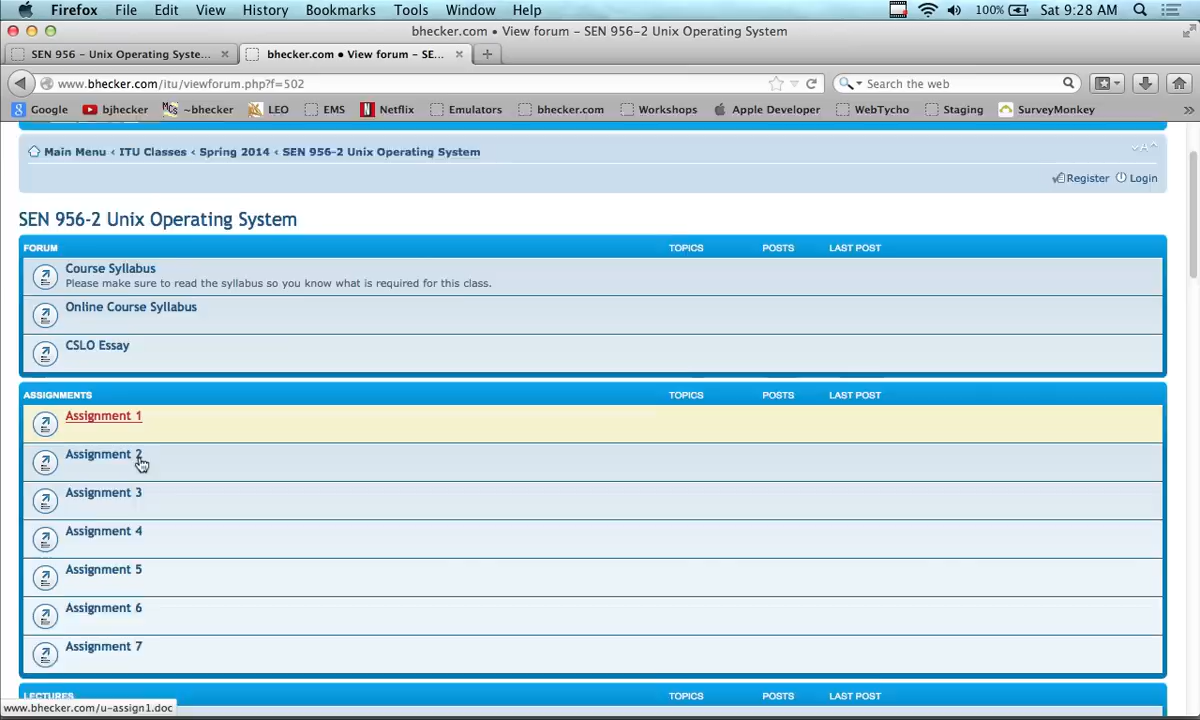 Firefox File Edit View History Bookmarks Tools Window Help 100% Sat 9:28 AM
bhecker.com • View forum – SEN 956-2 Unix Operating System
SEN 956 – Unix Operating Syste... × bhecker.com • View forum – SE... × +
www.bhecker.com/itu/viewforum.php?f=502 Search the web
Google bjhecker ~bhecker LEO EMS Netflix Emulators bhecker.com Workshops Apple Developer WebTycho Staging SurveyMonkey »
Main Menu ‹ ITU Classes ‹ Spring 2014 ‹ SEN 956-2 Unix Operating System
Register Login
SEN 956-2 Unix Operating System
FORUM TOPICS POSTS LAST POST
Course Syllabus
Please make sure to read the syllabus so you know what is required for this class.
Online Course Syllabus
CSLO Essay
ASSIGNMENTS TOPICS POSTS LAST POST
Assignment 1
Assignment 2
Assignment 3
Assignment 4
Assignment 5
Assignment 6
Assignment 7
LECTURES TOPICS POSTS LAST POST
www.bhecker.com/u-assign1.doc